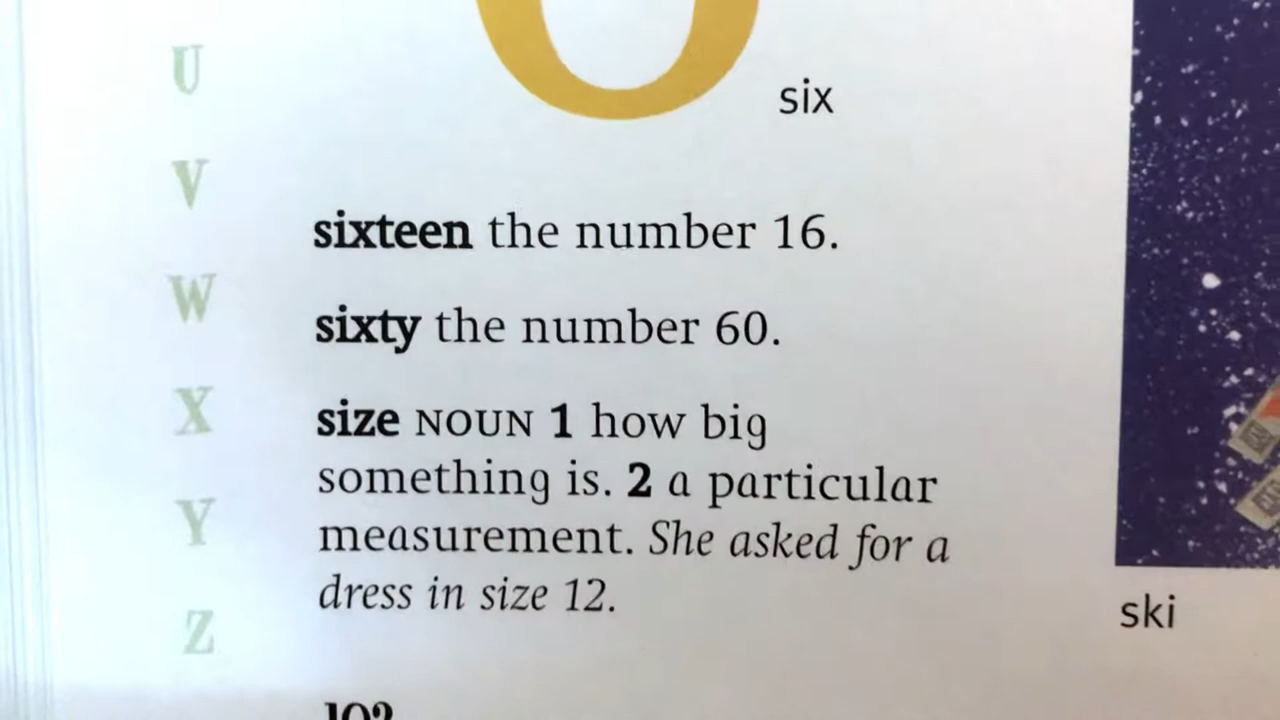 U
V
W
X
Y
Z
six
sixteen the number 16.
sixty the number 60.
size NOUN 1 how big
something is. 2 a particular
measurement. She asked for a
dress in size 12.
ski